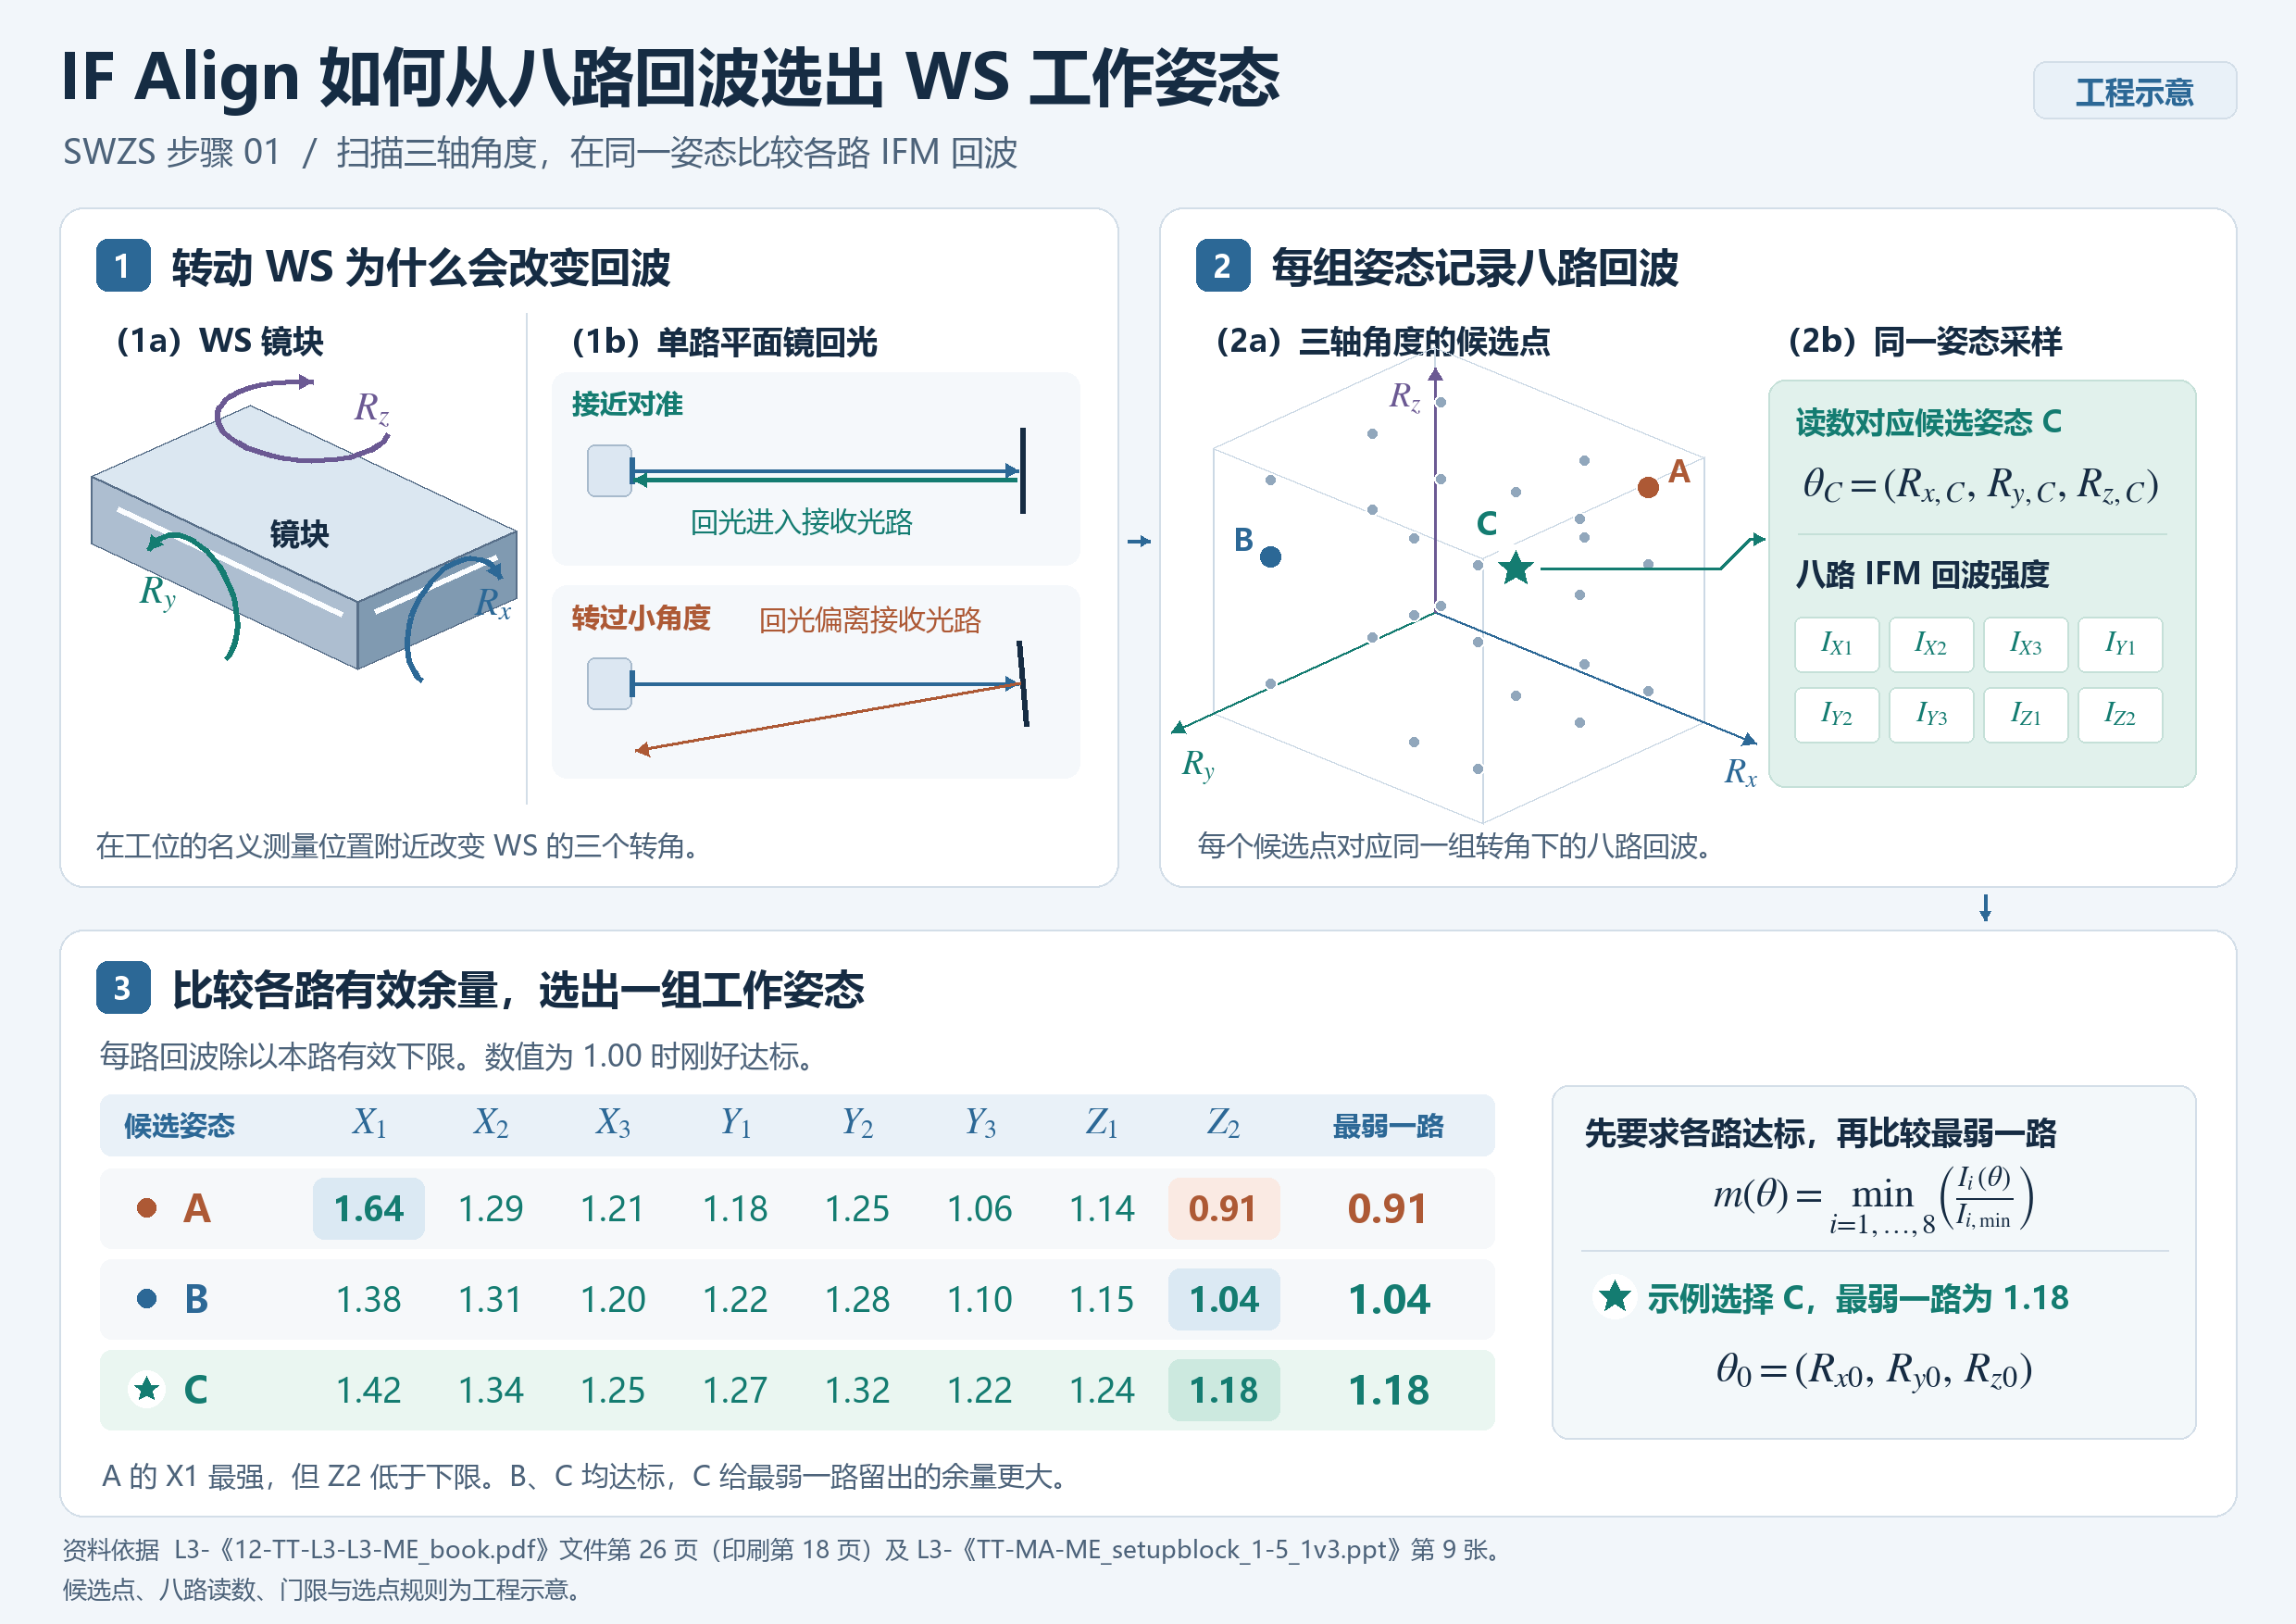 IF Align 如何从八路回波选出 WS 工作姿态
工程示意
SWZS 步骤 01 / 扫描三轴角度，在同一姿态比较各路 IFM 回波
1 转动 WS 为什么会改变回波
（1a）WS 镜块
Rz
镜块
Ry
Rx
（1b）单路平面镜回光
接近对准
回光进入接收光路
转过小角度 回光偏离接收光路
在工位的名义测量位置附近改变 WS 的三个转角。
2 每组姿态记录八路回波
（2a）三轴角度的候选点
Rz
A
B
C
Ry
Rx
（2b）同一姿态采样
读数对应候选姿态 C
θC = (Rx, C, Ry, C, Rz, C)
八路 IFM 回波强度
IX1 IX2 IX3 IY1
IY2 IY3 IZ1 IZ2
每个候选点对应同一组转角下的八路回波。
3 比较各路有效余量，选出一组工作姿态
每路回波除以本路有效下限。数值为 1.00 时刚好达标。
候选姿态 X1 X2 X3 Y1 Y2 Y3 Z1 Z2 最弱一路
A 1.64 1.29 1.21 1.18 1.25 1.06 1.14 0.91 0.91
B 1.38 1.31 1.20 1.22 1.28 1.10 1.15 1.04 1.04
C 1.42 1.34 1.25 1.27 1.32 1.22 1.24 1.18 1.18
A 的 X1 最强，但 Z2 低于下限。B、C 均达标，C 给最弱一路留出的余量更大。
先要求各路达标，再比较最弱一路
m(θ) = min i=1, …, 8 (Ii (θ) / Ii, min)
示例选择 C，最弱一路为 1.18
θ0 = (Rx0, Ry0, Rz0)
资料依据 L3-《12-TT-L3-L3-ME_book.pdf》文件第 26 页（印刷第 18 页）及 L3-《TT-MA-ME_setupblock_1-5_1v3.ppt》第 9 张。
候选点、八路读数、门限与选点规则为工程示意。